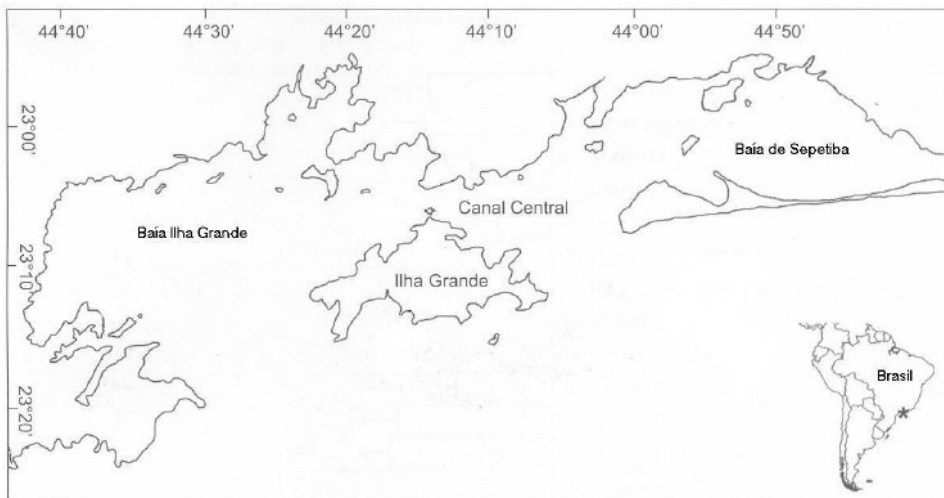 44°40' 44°30' 44°20' 44°10' 44°00' 44°50'
23°00'
Baía de Sepetiba
Canal Central
Baía Ilha Grande
23°10'
Ilha Grande
Brasil
*
23°20'